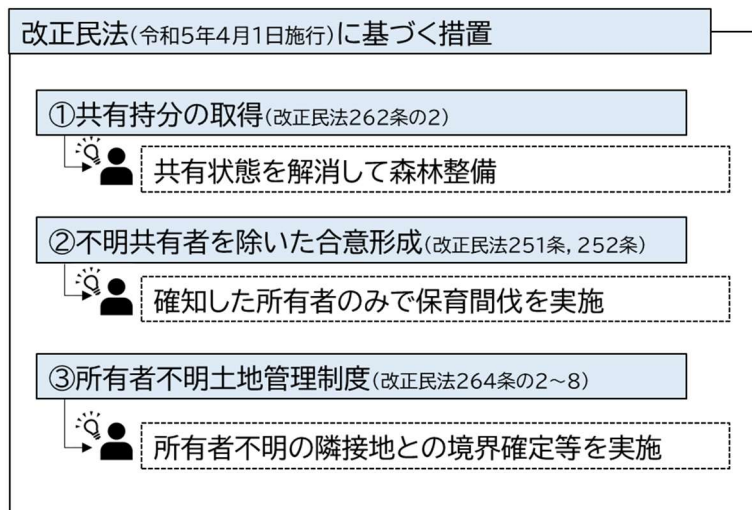 改正民法(令和5年4月1日施行)に基づく措置
①共有持分の取得(改正民法262条の2)
共有状態を解消して森林整備
②不明共有者を除いた合意形成(改正民法251条, 252条)
確知した所有者のみで保育間伐を実施
③所有者不明土地管理制度(改正民法264条の2～8)
所有者不明の隣接地との境界確定等を実施